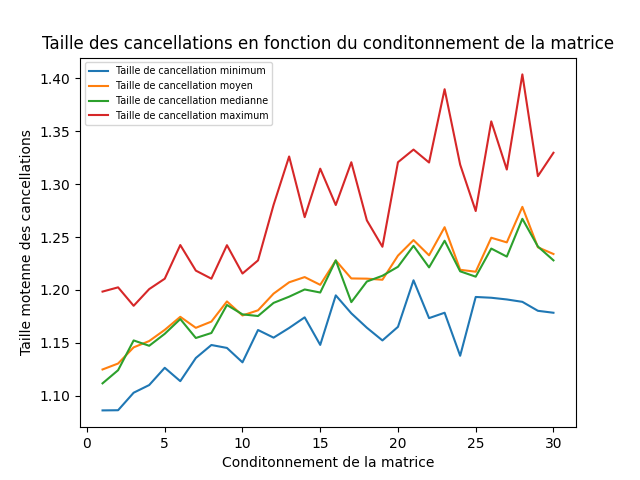 Taille des cancellations en fonction du conditonnement de la matrice
Taille de cancellation minimum
Taille de cancellation moyen
Taille de cancellation medianne
Taille de cancellation maximum
Taille motenne des cancellations
1.40
1.35
1.30
1.25
1.20
1.15
1.10
0 5 10 15 20 25 30
Conditonnement de la matrice